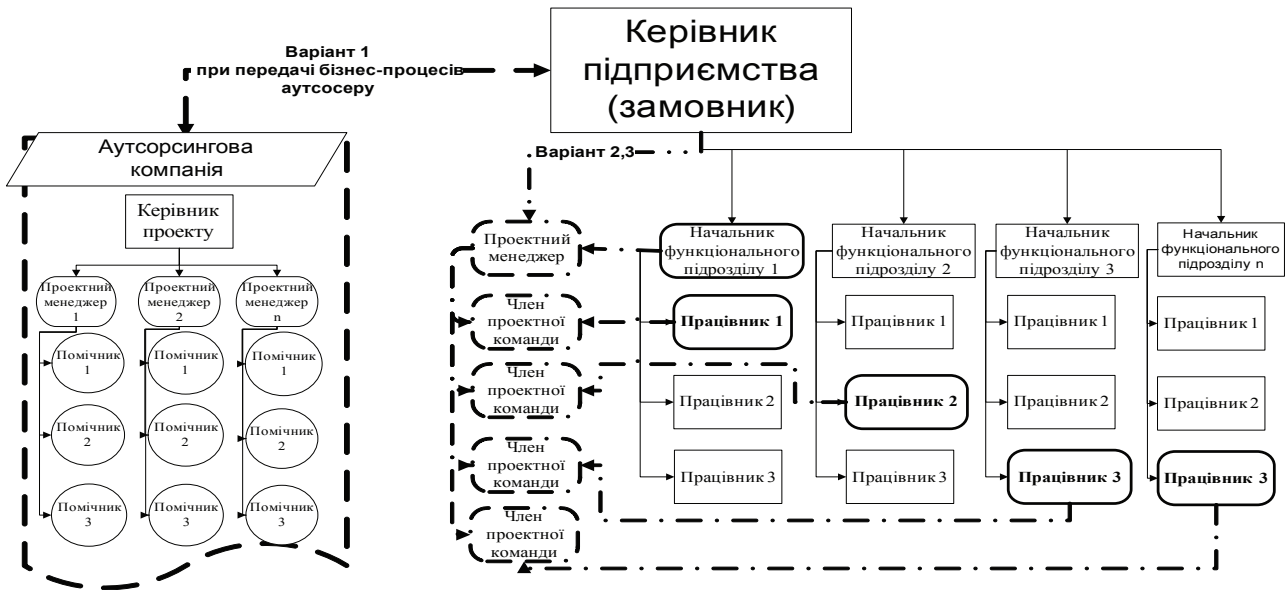 Керівник
підприємства
(замовник)
Варіант 1
при передачі бізнес-процесів
аутсосеру
Аутсорсингова
компанія
Керівник
проекту
Проектний
менеджер
1
Проектний
менеджер
2
Проектний
менеджер
n
Помічник
1
Помічник
1
Помічник
1
Помічник
2
Помічник
2
Помічник
2
Помічник
3
Помічник
3
Помічник
3
Варіант 2,3
Проектний
менеджер
Член
проектної
команди
Член
проектної
команди
Член
проектної
команди
Член
проектної
команди
Начальник
функціонального
підрозділу 1
Працівник 1
Працівник 2
Працівник 3
Начальник
функціонального
підрозділу 2
Працівник 1
Працівник 2
Працівник 3
Начальник
функціонального
підрозділу 3
Працівник 1
Працівник 2
Працівник 3
Начальник
функціонального
підрозділу n
Працівник 1
Працівник 2
Працівник 3